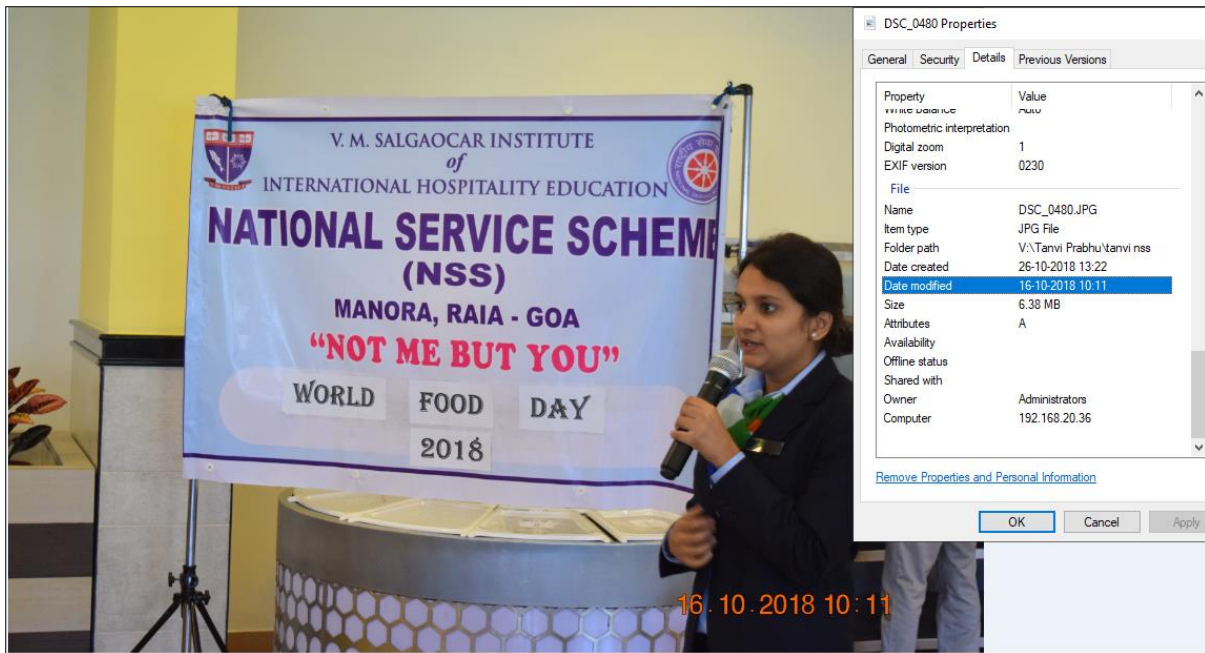 V. M. SALGAOCAR INSTITUTE
of
INTERNATIONAL HOSPITALITY EDUCATION
NATIONAL SERVICE SCHEME
(NSS)
MANORA, RAIA - GOA
“NOT ME BUT YOU”
WORLD FOOD DAY
2018
16.10.2018 10:11
DSC_0480 Properties
General Security Details Previous Versions
Property Value
White balance Auto
Photometric interpretation
Digital zoom 1
EXIF version 0230
File
Name DSC_0480.JPG
Item type JPG File
Folder path V:\Tanvi Prabhu\tanvi nss
Date created 26-10-2018 13:22
Date modified 16-10-2018 10:11
Size 6.38 MB
Attributes A
Availability
Offline status
Shared with
Owner Administrators
Computer 192.168.20.36
Remove Properties and Personal Information
OK Cancel Apply